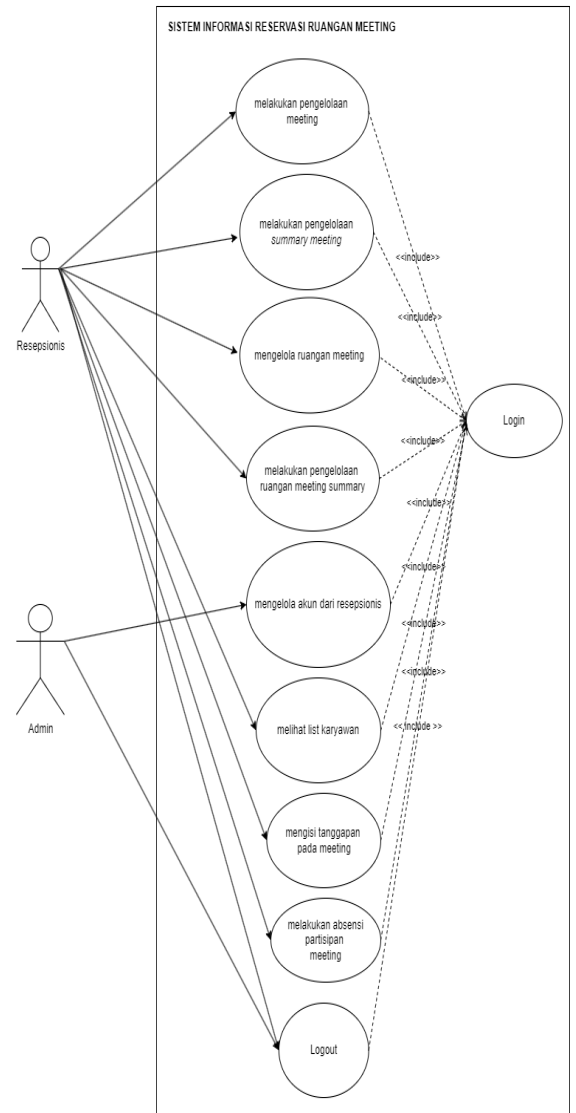 SISTEM INFORMASI RESERVASI RUANGAN MEETING
melakukan pengelolaan
meeting
melakukan pengelolaan
summary meeting
<<include>>
Resepsionis
<<include>>
mengelola ruangan meeting
<<include>>
Login
<<include>>
melakukan pengelolaan
ruangan meeting summary
<<include>>
<<include>>
mengelola akun dari resepsionis
<<include>>
Admin
<<include>>
melihat list karyawan
<< include >>
mengisi tanggapan
pada meeting
melakukan absensi
partisipan
meeting
Logout